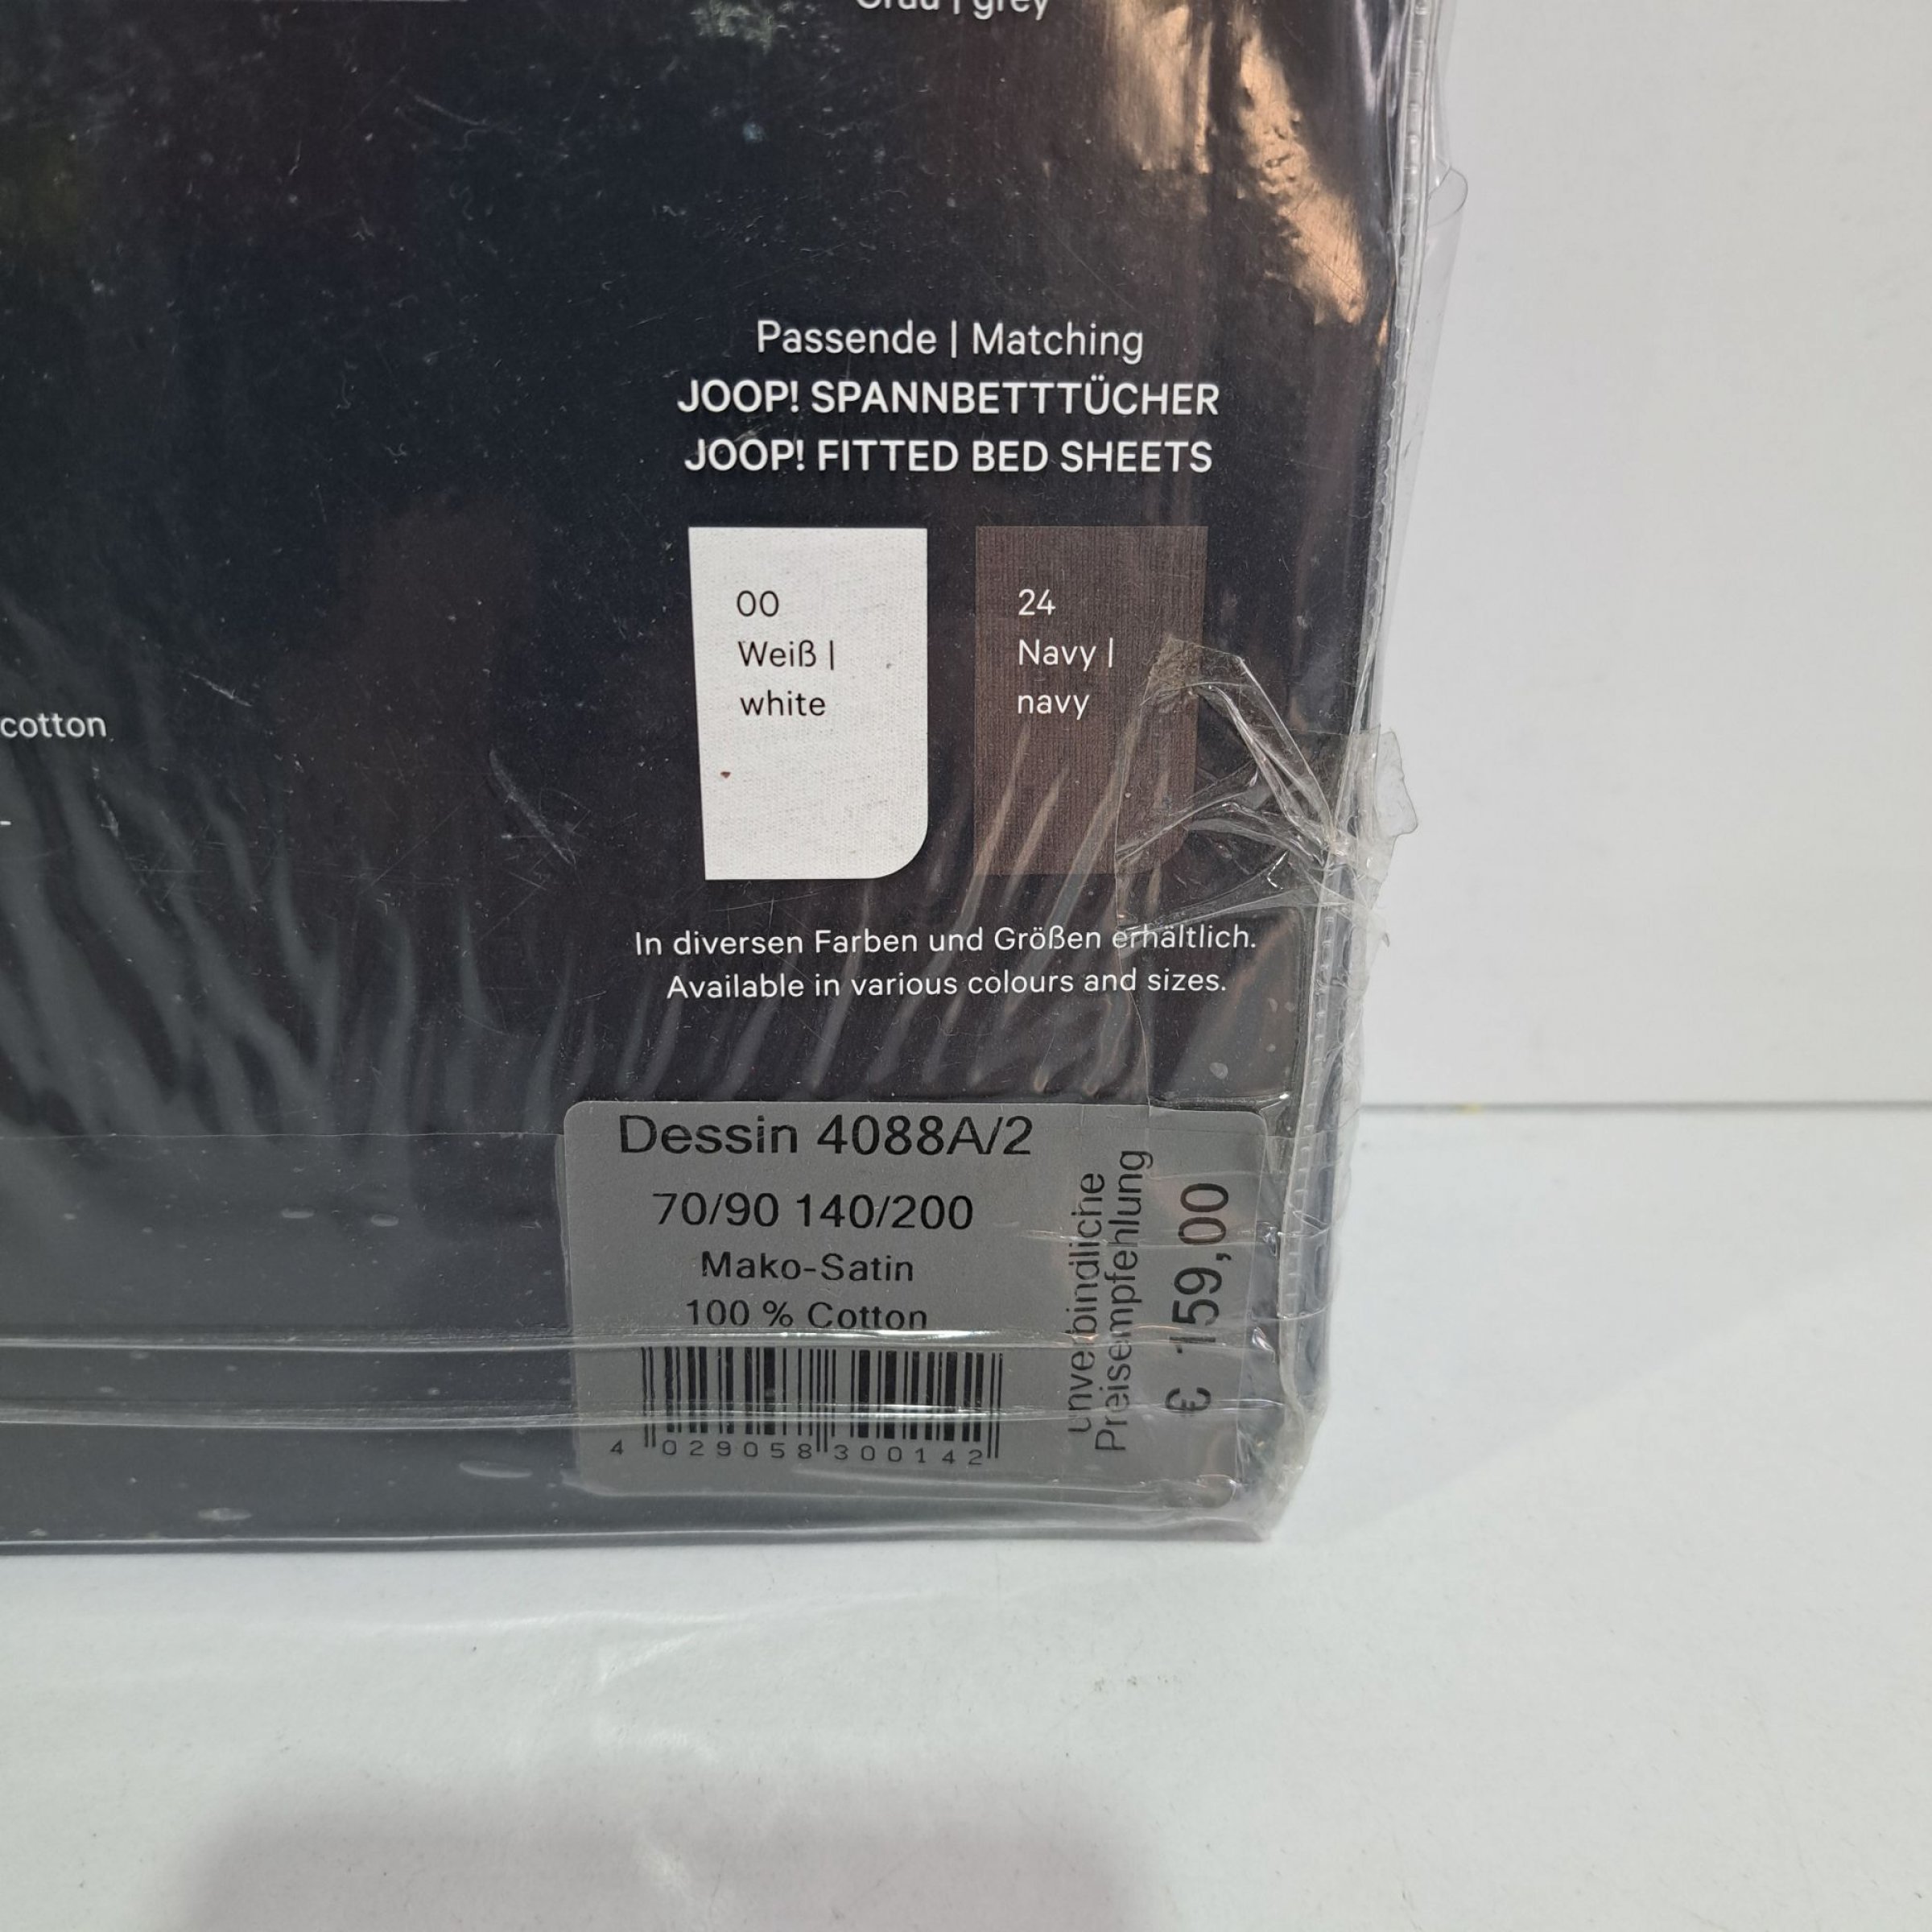 Grau | grey
Passende | Matching
JOOP! SPANNBETTTÜCHER
JOOP! FITTED BED SHEETS
00
Weiß |
white
24
Navy |
navy
cotton
In diversen Farben und Größen erhältlich.
Available in various colours and sizes.
Dessin 4088A/2
70/90 140/200
Mako-Satin
100 % Cotton
4 029058 300142
unverbindliche
Preisempfehlung
€ 159,00